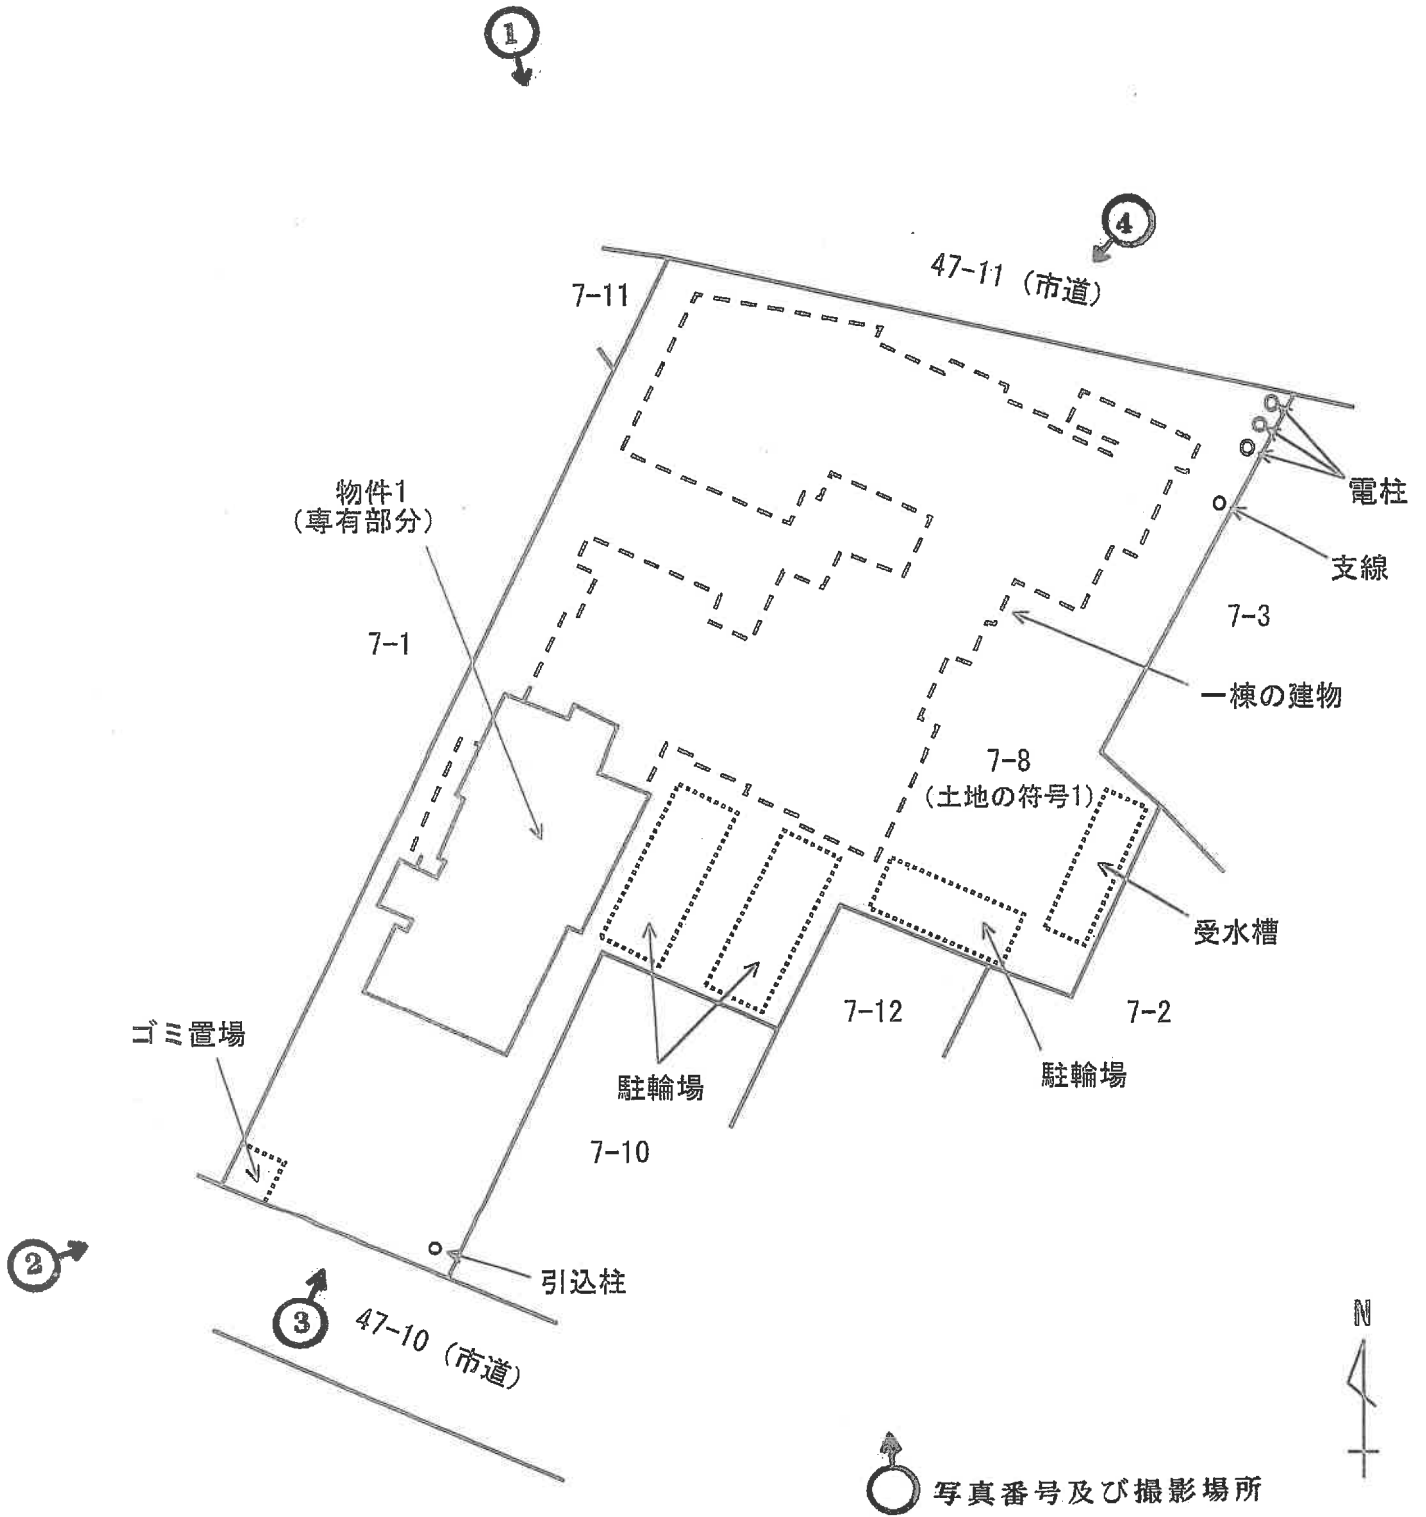 1
4
47-11（市道）
7-11
物件1
（専有部分）
電柱
支線
7-3
7-1
一棟の建物
7-8
（土地の符号1）
受水槽
7-12
7-2
ゴミ置場
駐輪場
駐輪場
7-10
2
引込柱
3
47-10（市道）
N
写真番号及び撮影場所